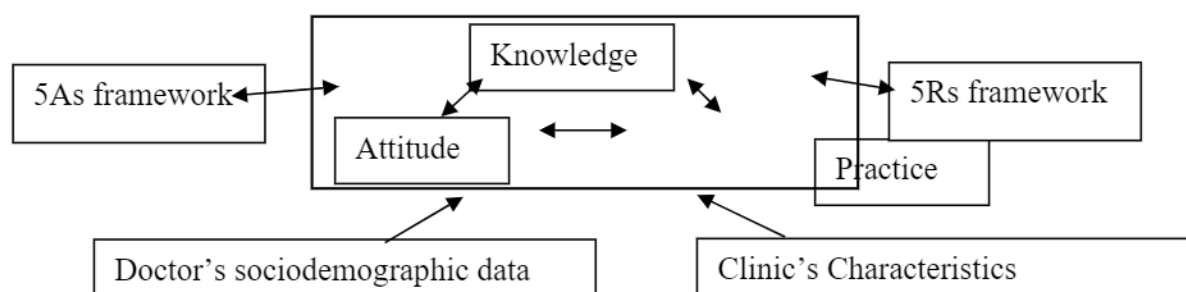 Knowledge
5As framework
5Rs framework
Attitude
Practice
Doctor's sociodemographic data
Clinic's Characteristics